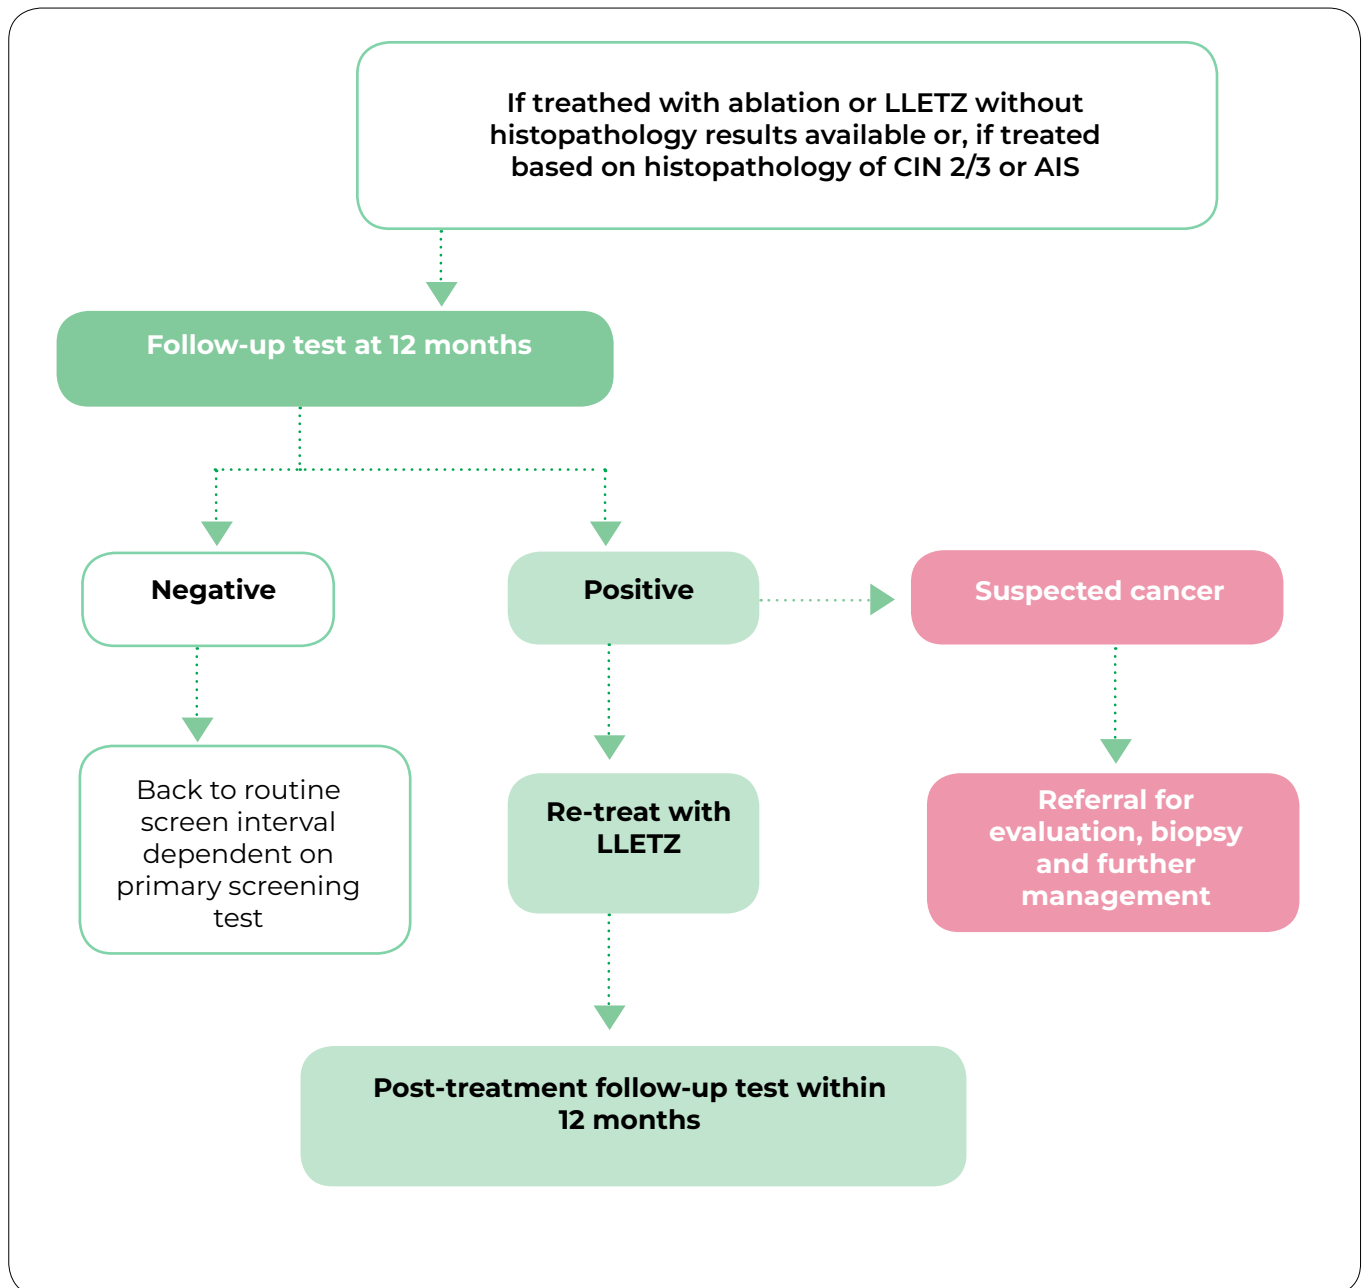 If treathed with ablation or LLETZ without
histopathology results available or, if treated
based on histopathology of CIN 2/3 or AIS
Follow-up test at 12 months
Negative
Positive
Suspected cancer
Back to routine
screen interval
dependent on
primary screening
test
Re-treat with
LLETZ
Referral for
evaluation, biopsy
and further
management
Post-treatment follow-up test within
12 months